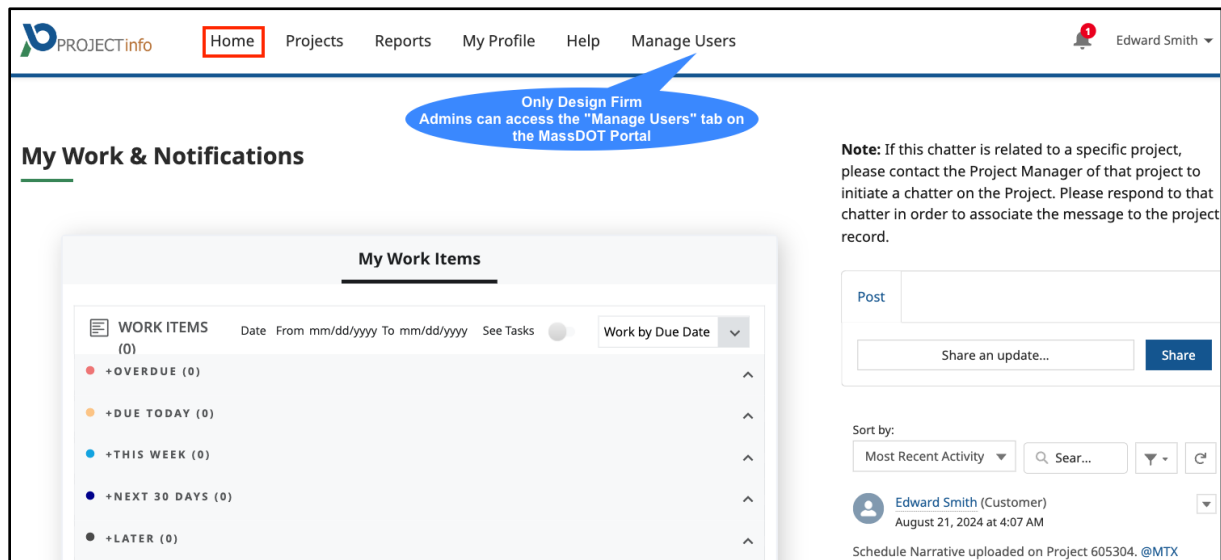 PROJECTinfo
Home Projects Reports My Profile Help Manage Users
1
Edward Smith
Only Design Firm
Admins can access the "Manage Users" tab on
the MassDOT Portal
My Work & Notifications
My Work Items
WORK ITEMS
(0)
Date From mm/dd/yyyy To mm/dd/yyyy See Tasks
Work by Due Date
+OVERDUE (0)
+DUE TODAY (0)
+THIS WEEK (0)
+NEXT 30 DAYS (0)
+LATER (0)
Note: If this chatter is related to a specific project,
please contact the Project Manager of that project to
initiate a chatter on the Project. Please respond to that
chatter in order to associate the message to the project
record.
Post
Share an update...
Share
Sort by:
Most Recent Activity
Sear...
Edward Smith (Customer)
August 21, 2024 at 4:07 AM
Schedule Narrative uploaded on Project 605304. @MTX